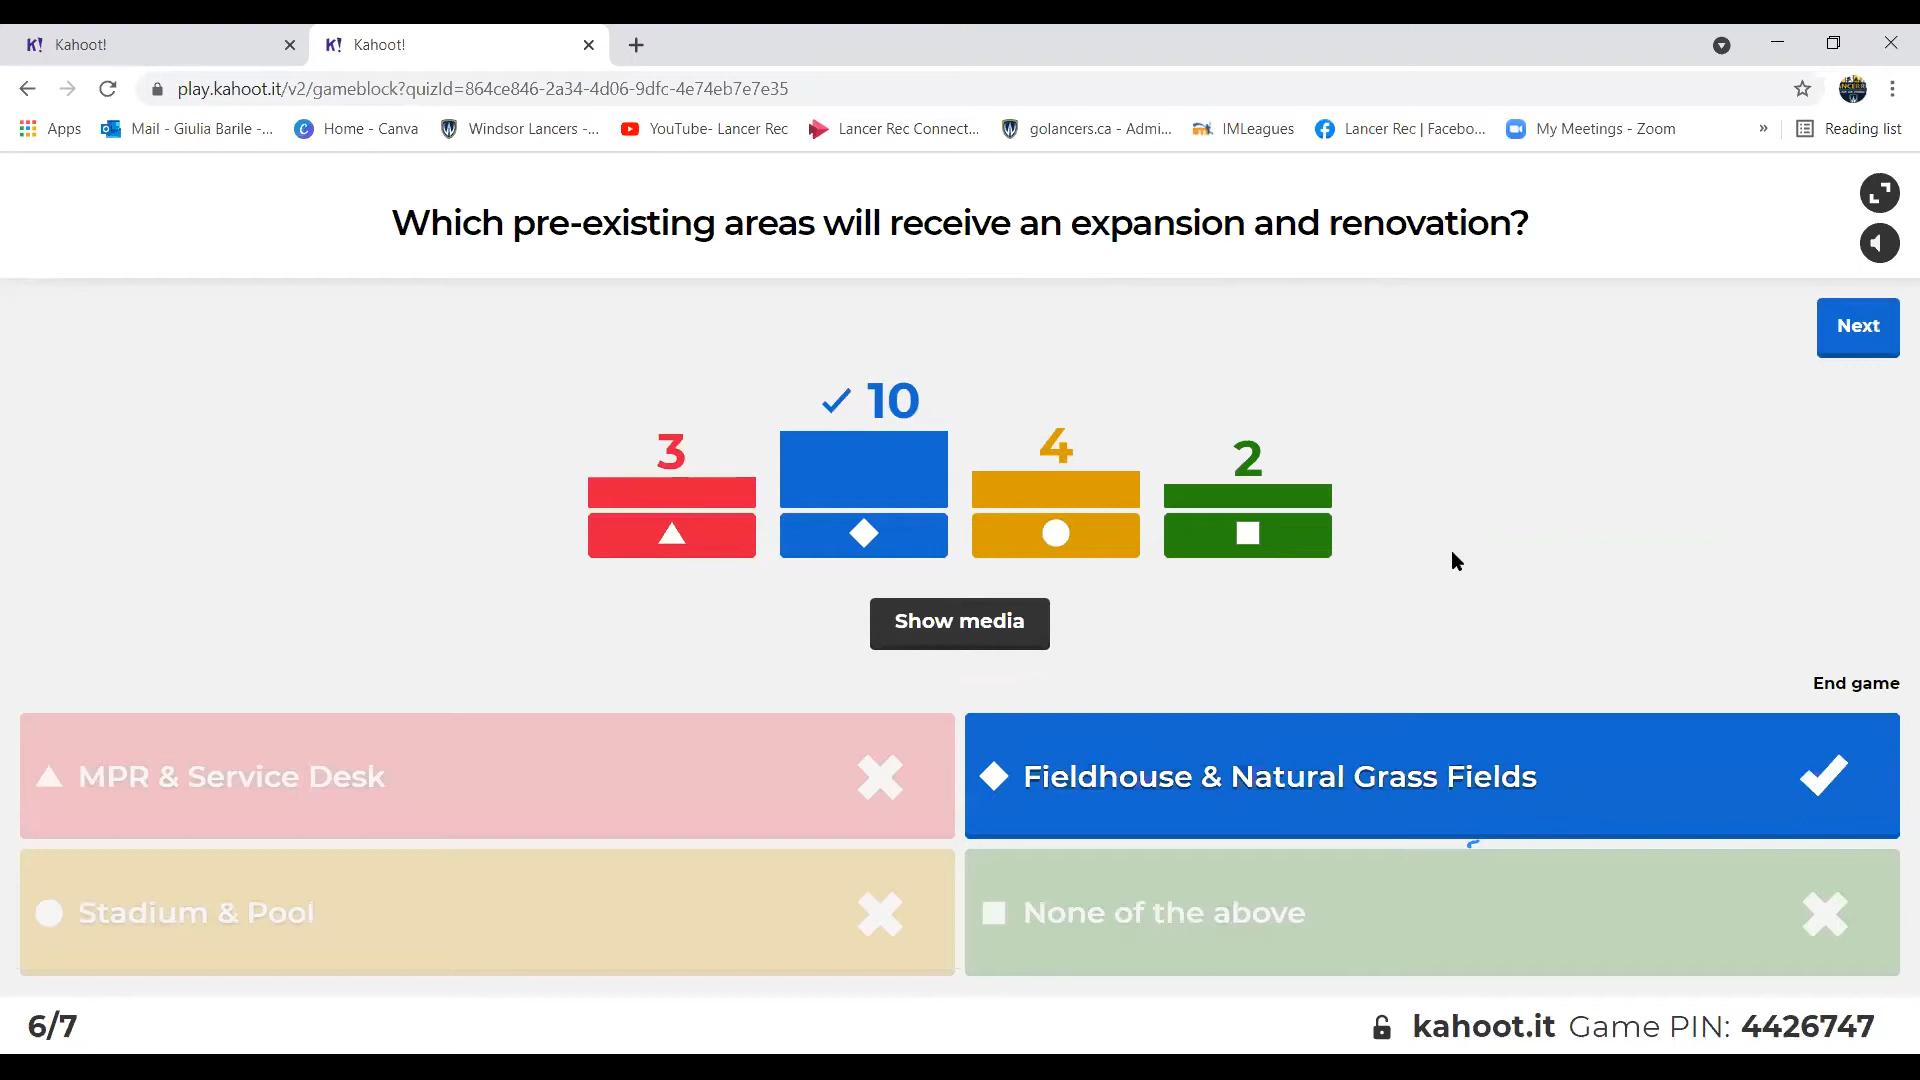 K! Kahoot!
K! Kahoot!
play.kahoot.it/v2/gameblock?quizId=864ce846-2a34-4d06-9dfc-4e74eb7e7e35
Apps
Mail - Giulia Barile -...
Home - Canva
Windsor Lancers -...
YouTube- Lancer Rec
Lancer Rec Connect...
golancers.ca - Admi...
IMLeagues
Lancer Rec | Facebo...
My Meetings - Zoom
»
Reading list
Which pre-existing areas will receive an expansion and renovation?
Next
3
10
4
2
Show media
End game
MPR & Service Desk
Fieldhouse & Natural Grass Fields
Stadium & Pool
None of the above
6/7
kahoot.it Game PIN: 4426747